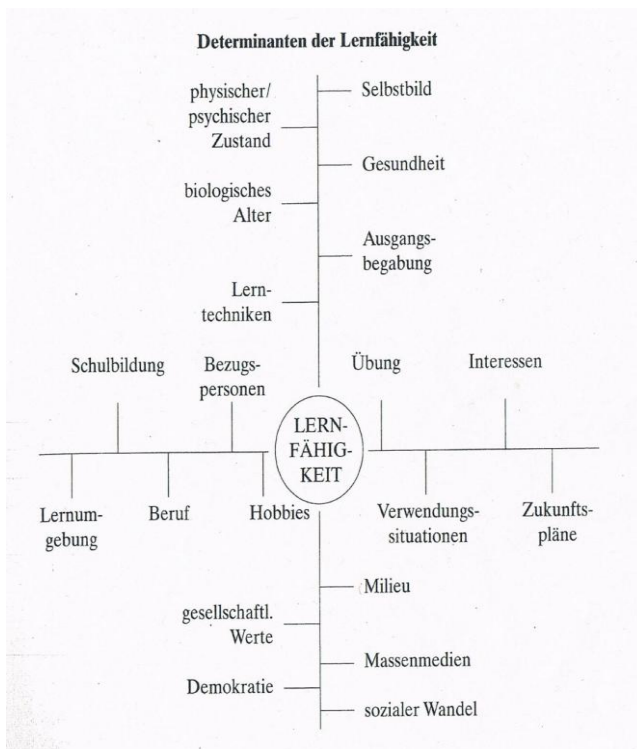 Determinanten der Lernfähigkeit
physischer/
psychischer
Zustand
Selbstbild
Gesundheit
biologisches
Alter
Ausgangs-
begabung
Lern-
techniken
Schulbildung
Bezugs-
personen
Übung
Interessen
LERN-
FÄHIG-
KEIT
Lernum-
gebung
Beruf
Hobbies
Verwendungs-
situationen
Zukunfts-
pläne
Milieu
gesellschaftl.
Werte
Massenmedien
Demokratie
sozialer Wandel